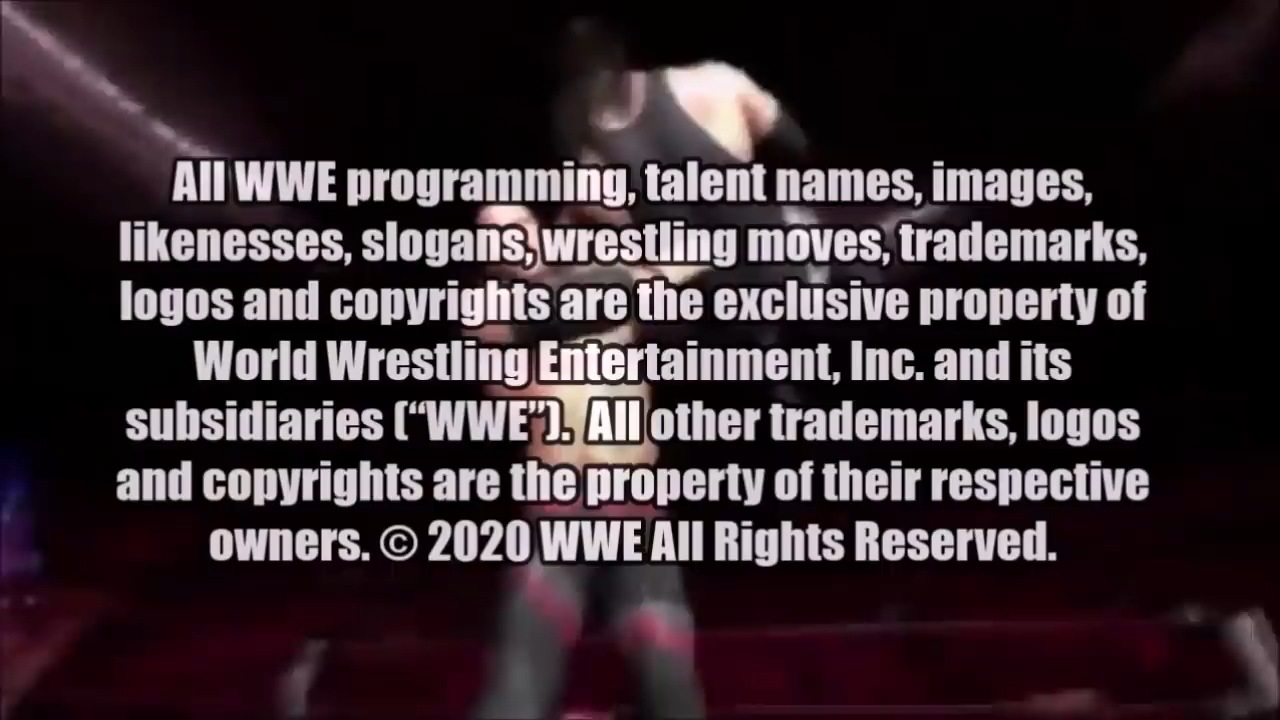 All WWE programming, talent names, images,
likenesses, slogans, wrestling moves, trademarks,
logos and copyrights are the exclusive property of
World Wrestling Entertainment, Inc. and its
subsidiaries (“WWE”).  All other trademarks, logos
and copyrights are the property of their respective
owners. © 2020 WWE All Rights Reserved.